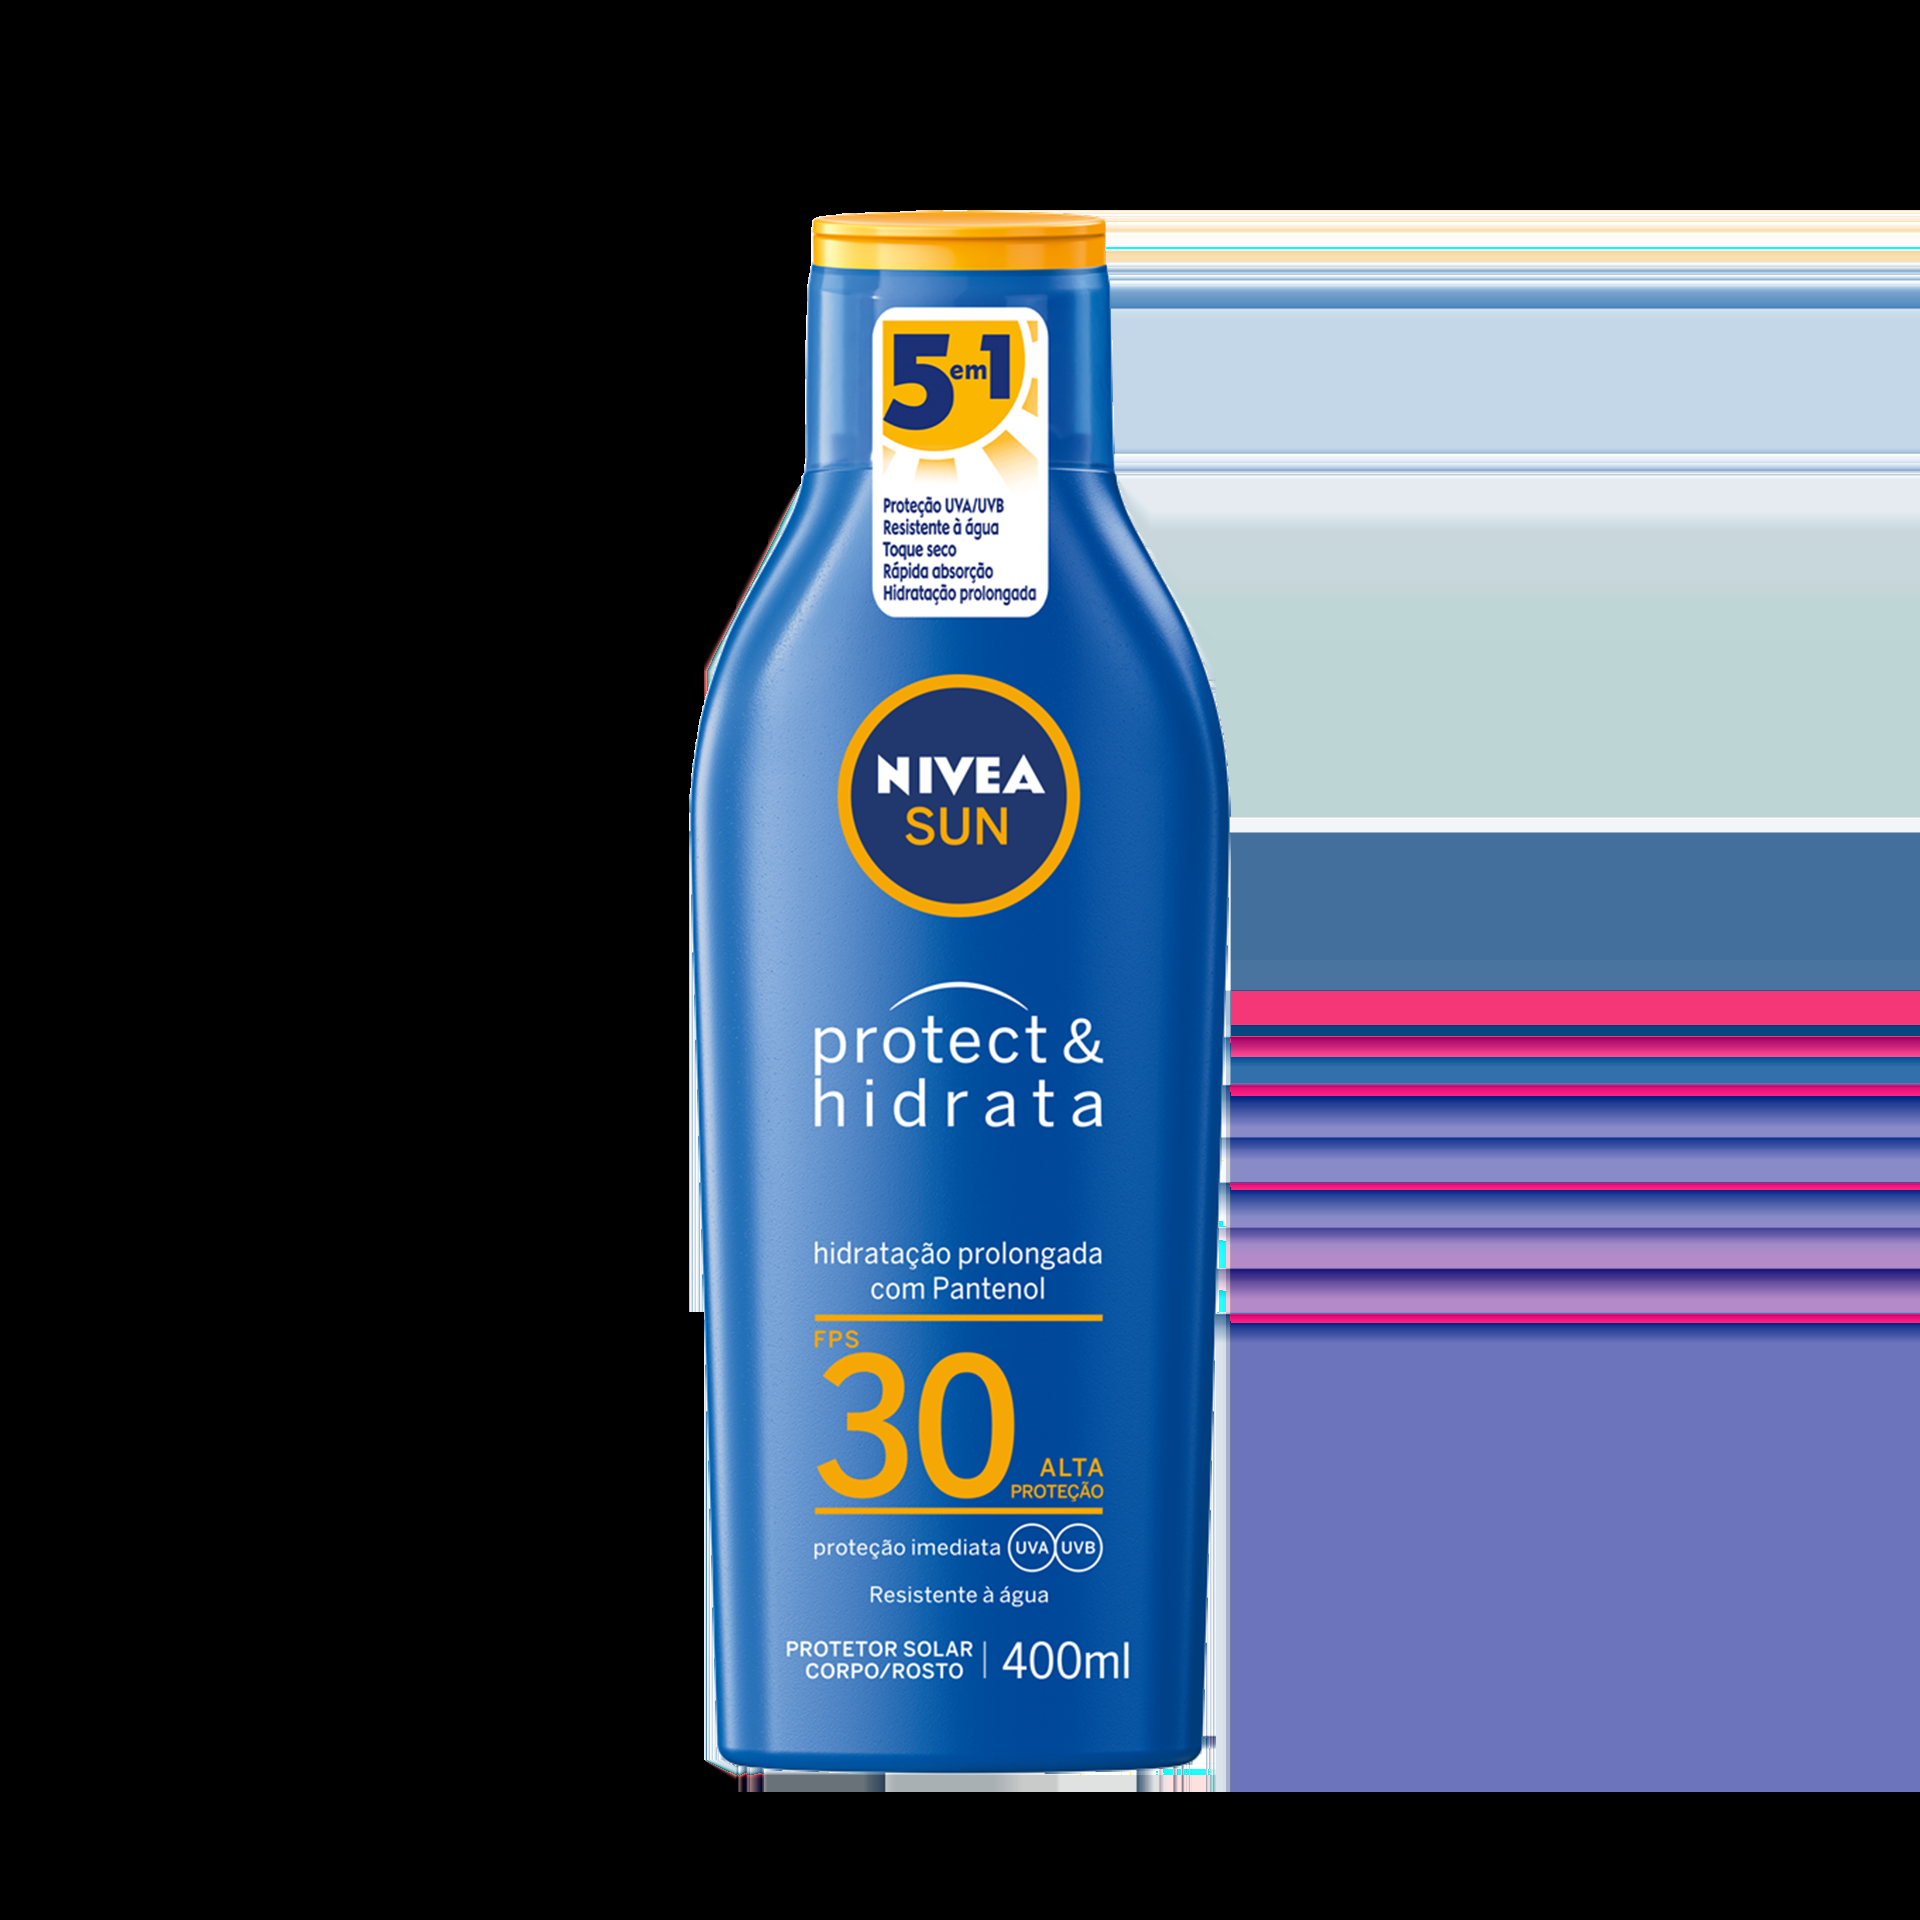 5em1
Proteção UVA/UVB
Resistente à água
Toque seco
Rápida absorção
Hidratação prolongada
NIVEA
SUN
protect &
hidrata
hidratação prolongada
com Pantenol
FPS
30
ALTA
PROTEÇÃO
proteção imediata UVA UVB
Resistente à água
PROTETOR SOLAR
CORPO/ROSTO
400ml